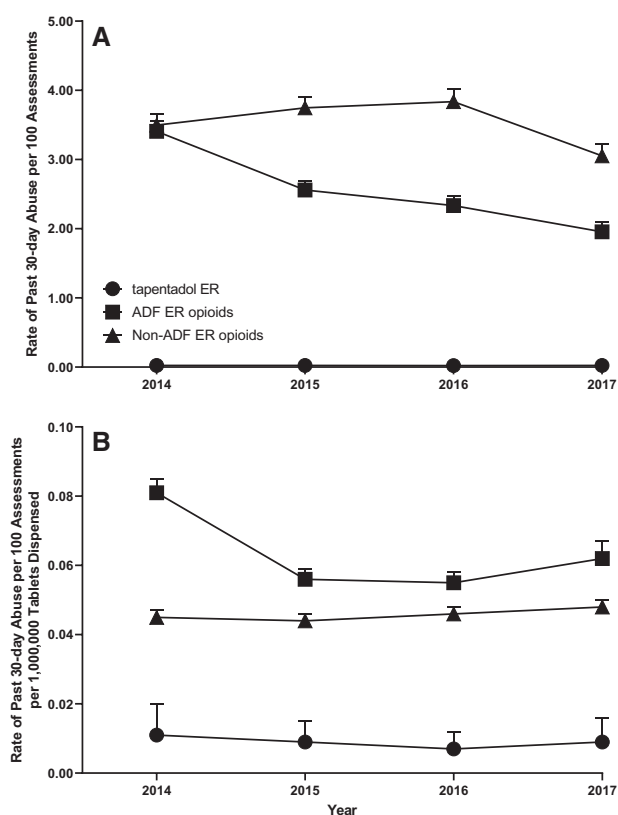 A
Rate of Past 30-day Abuse per 100 Assessments
5.00
4.00
3.00
2.00
1.00
0.00
tapentadol ER
ADF ER opioids
Non-ADF ER opioids
2014 2015 2016 2017
B
Rate of Past 30-day Abuse per 100 Assessments
per 1,000,000 Tablets Dispensed
0.10
0.08
0.06
0.04
0.02
0.00
2014 2015 2016 2017
Year